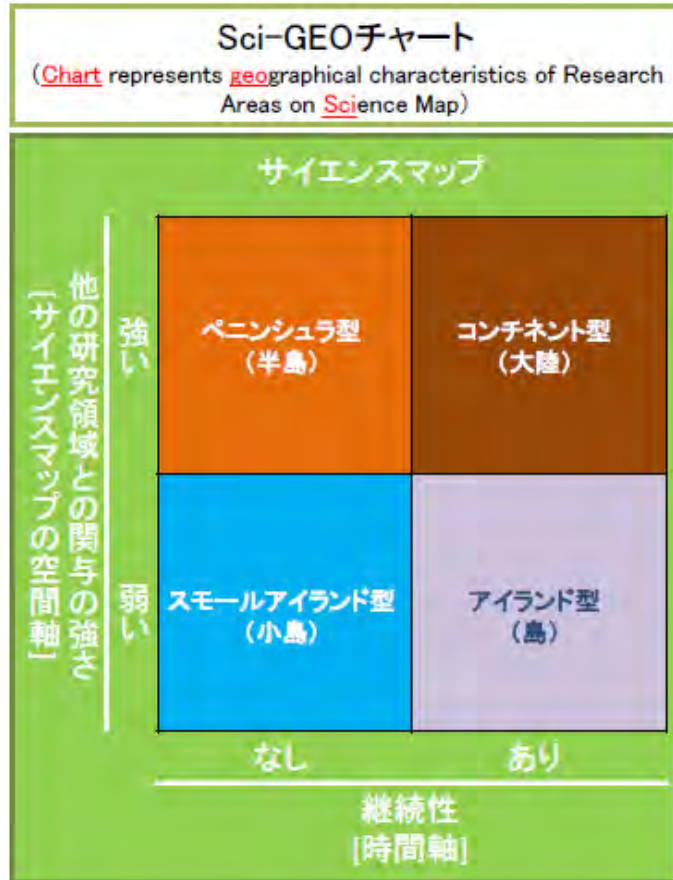 Sci-GEOチャート
(Chart represents geographical characteristics of Research
Areas on Science Map)
サイエンスマップ
他の研究領域との関与の強さ
[サイエンスマップの空間軸]
強い
ペニンシュラ型
(半島)
コンチネント型
(大陸)
弱い
スモールアイランド型
(小島)
アイランド型
(島)
なし
あり
継続性
[時間軸]